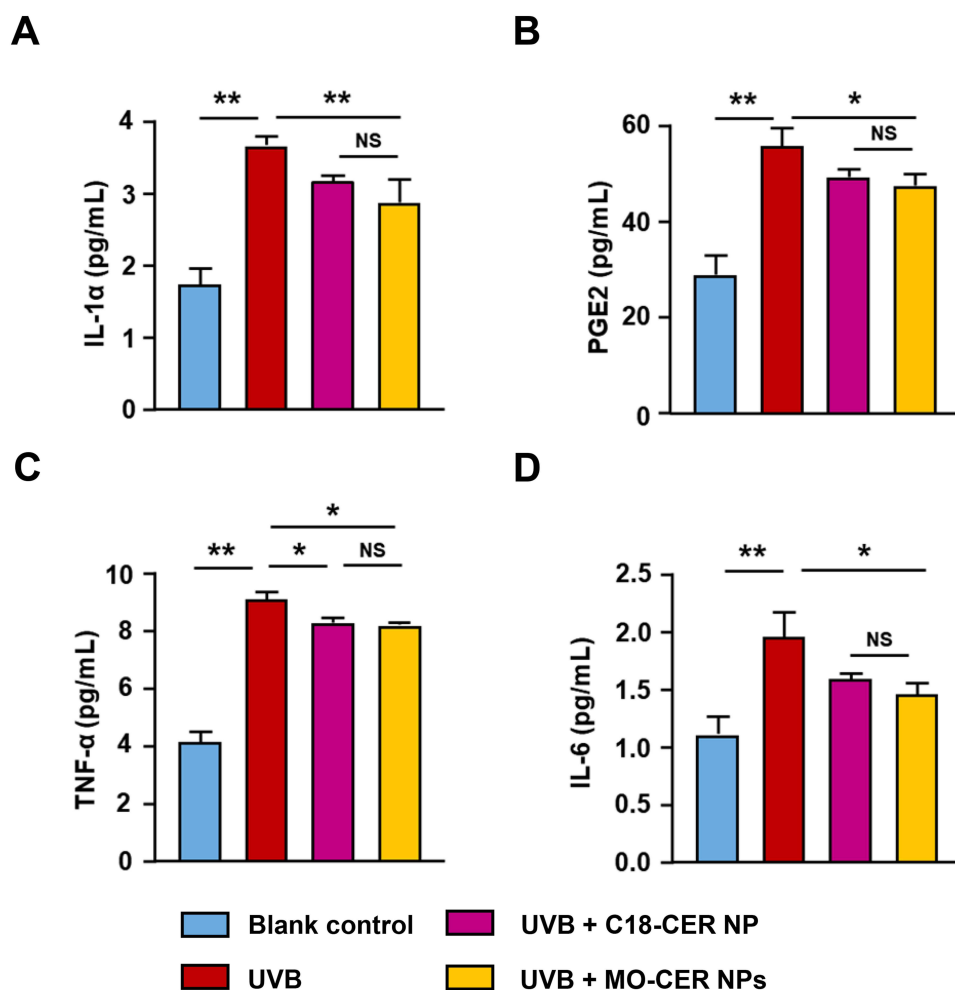 A
IL-1α (pg/mL)
4
3
2
1
0
**
**
NS
B
PGE2 (pg/mL)
60
40
20
0
**
*
NS
C
TNF-α (pg/mL)
10
8
6
4
2
0
**
*
*
NS
D
IL-6 (pg/mL)
2.5
2.0
1.5
1.0
0.5
0.0
**
*
NS
Blank control
UVB + C18-CER NP
UVB
UVB + MO-CER NPs